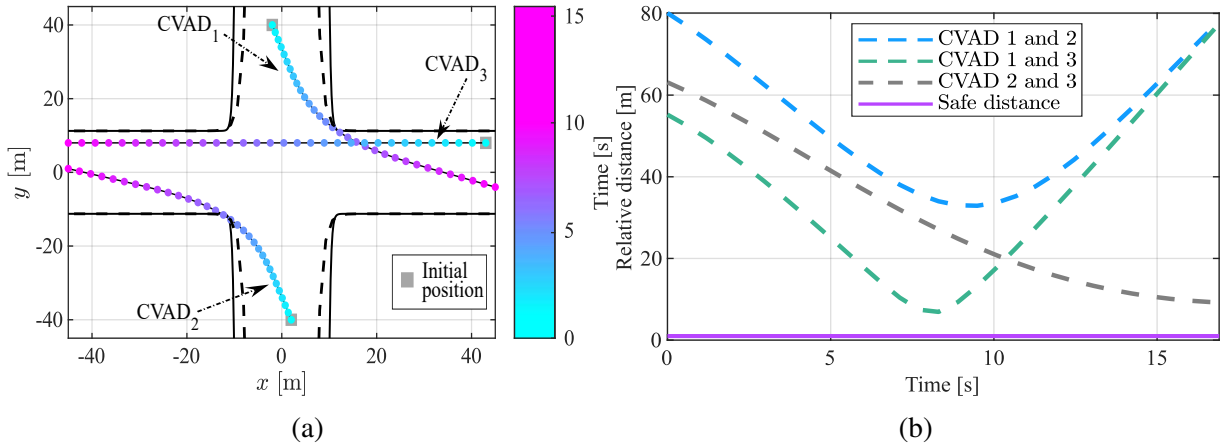 40
20
0
-20
-40
y [m]
-40
-20
0
20
40
x [m]
CVAD1
CVAD3
CVAD2
Initial
position
15
10
5
0
Time [s]
(a)
80
60
40
20
0
Relative distance [m]
CVAD 1 and 2
CVAD 1 and 3
CVAD 2 and 3
Safe distance
0
5
10
15
Time [s]
(b)